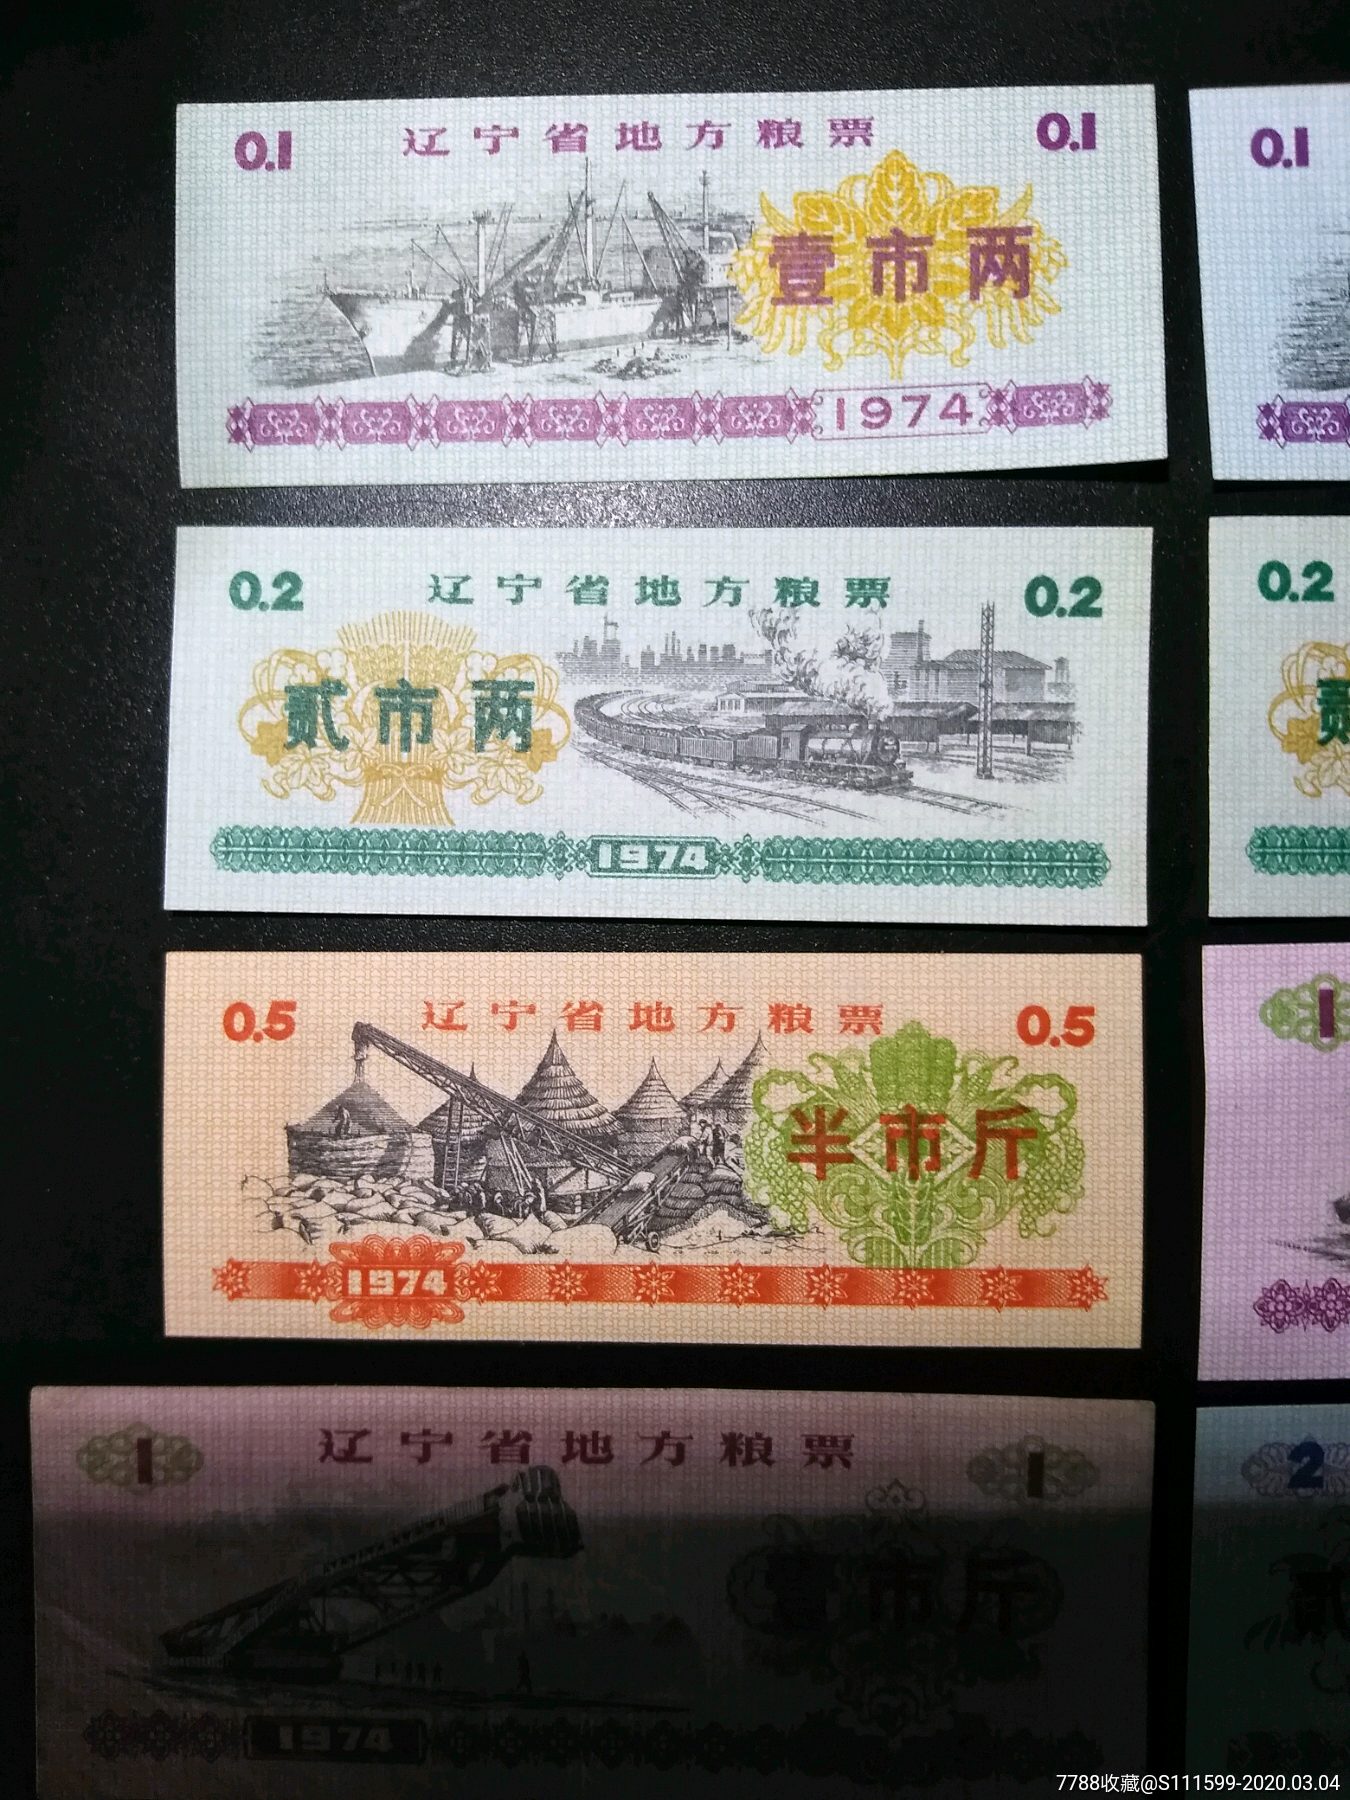 0.1 辽宁省地方粮票 0.1
壹市两
1974
0.1
0.2 辽宁省地方粮票 0.2
贰市两
1974
0.2
贰
0.5 辽宁省地方粮票 0.5
半市斤
1974
1
1 辽宁省地方粮票 1
壹市斤
1974
2
贰
7788收藏@S111599-2020.03.04